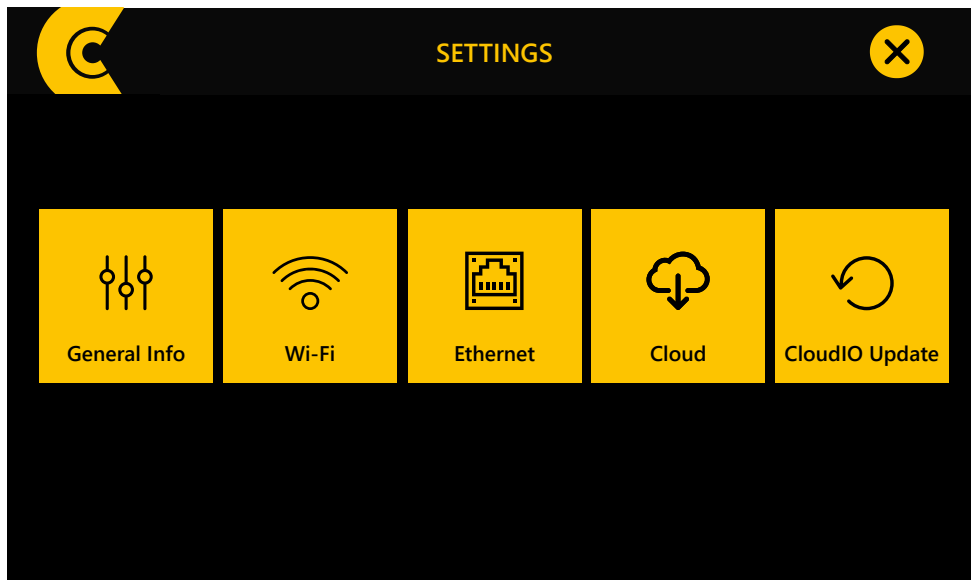 SETTINGS
General Info
Wi-Fi
Ethernet
Cloud
CloudIO Update